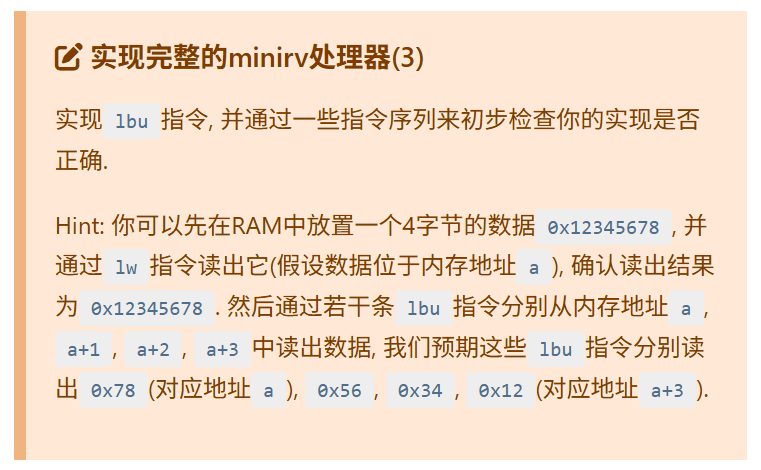 实现完整的minirv处理器(3)
实现 lbu 指令, 并通过一些指令序列来初步检查你的实现是否
正确.
Hint: 你可以先在RAM中放置一个4字节的数据 0x12345678 , 并
通过 lw 指令读出它(假设数据位于内存地址 a ), 确认读出结果
为 0x12345678 . 然后通过若干条 lbu 指令分别从内存地址 a ,
a+1 , a+2 , a+3 中读出数据, 我们预期这些 lbu 指令分别读
出 0x78 (对应地址 a ), 0x56 , 0x34 , 0x12 (对应地址 a+3 ).